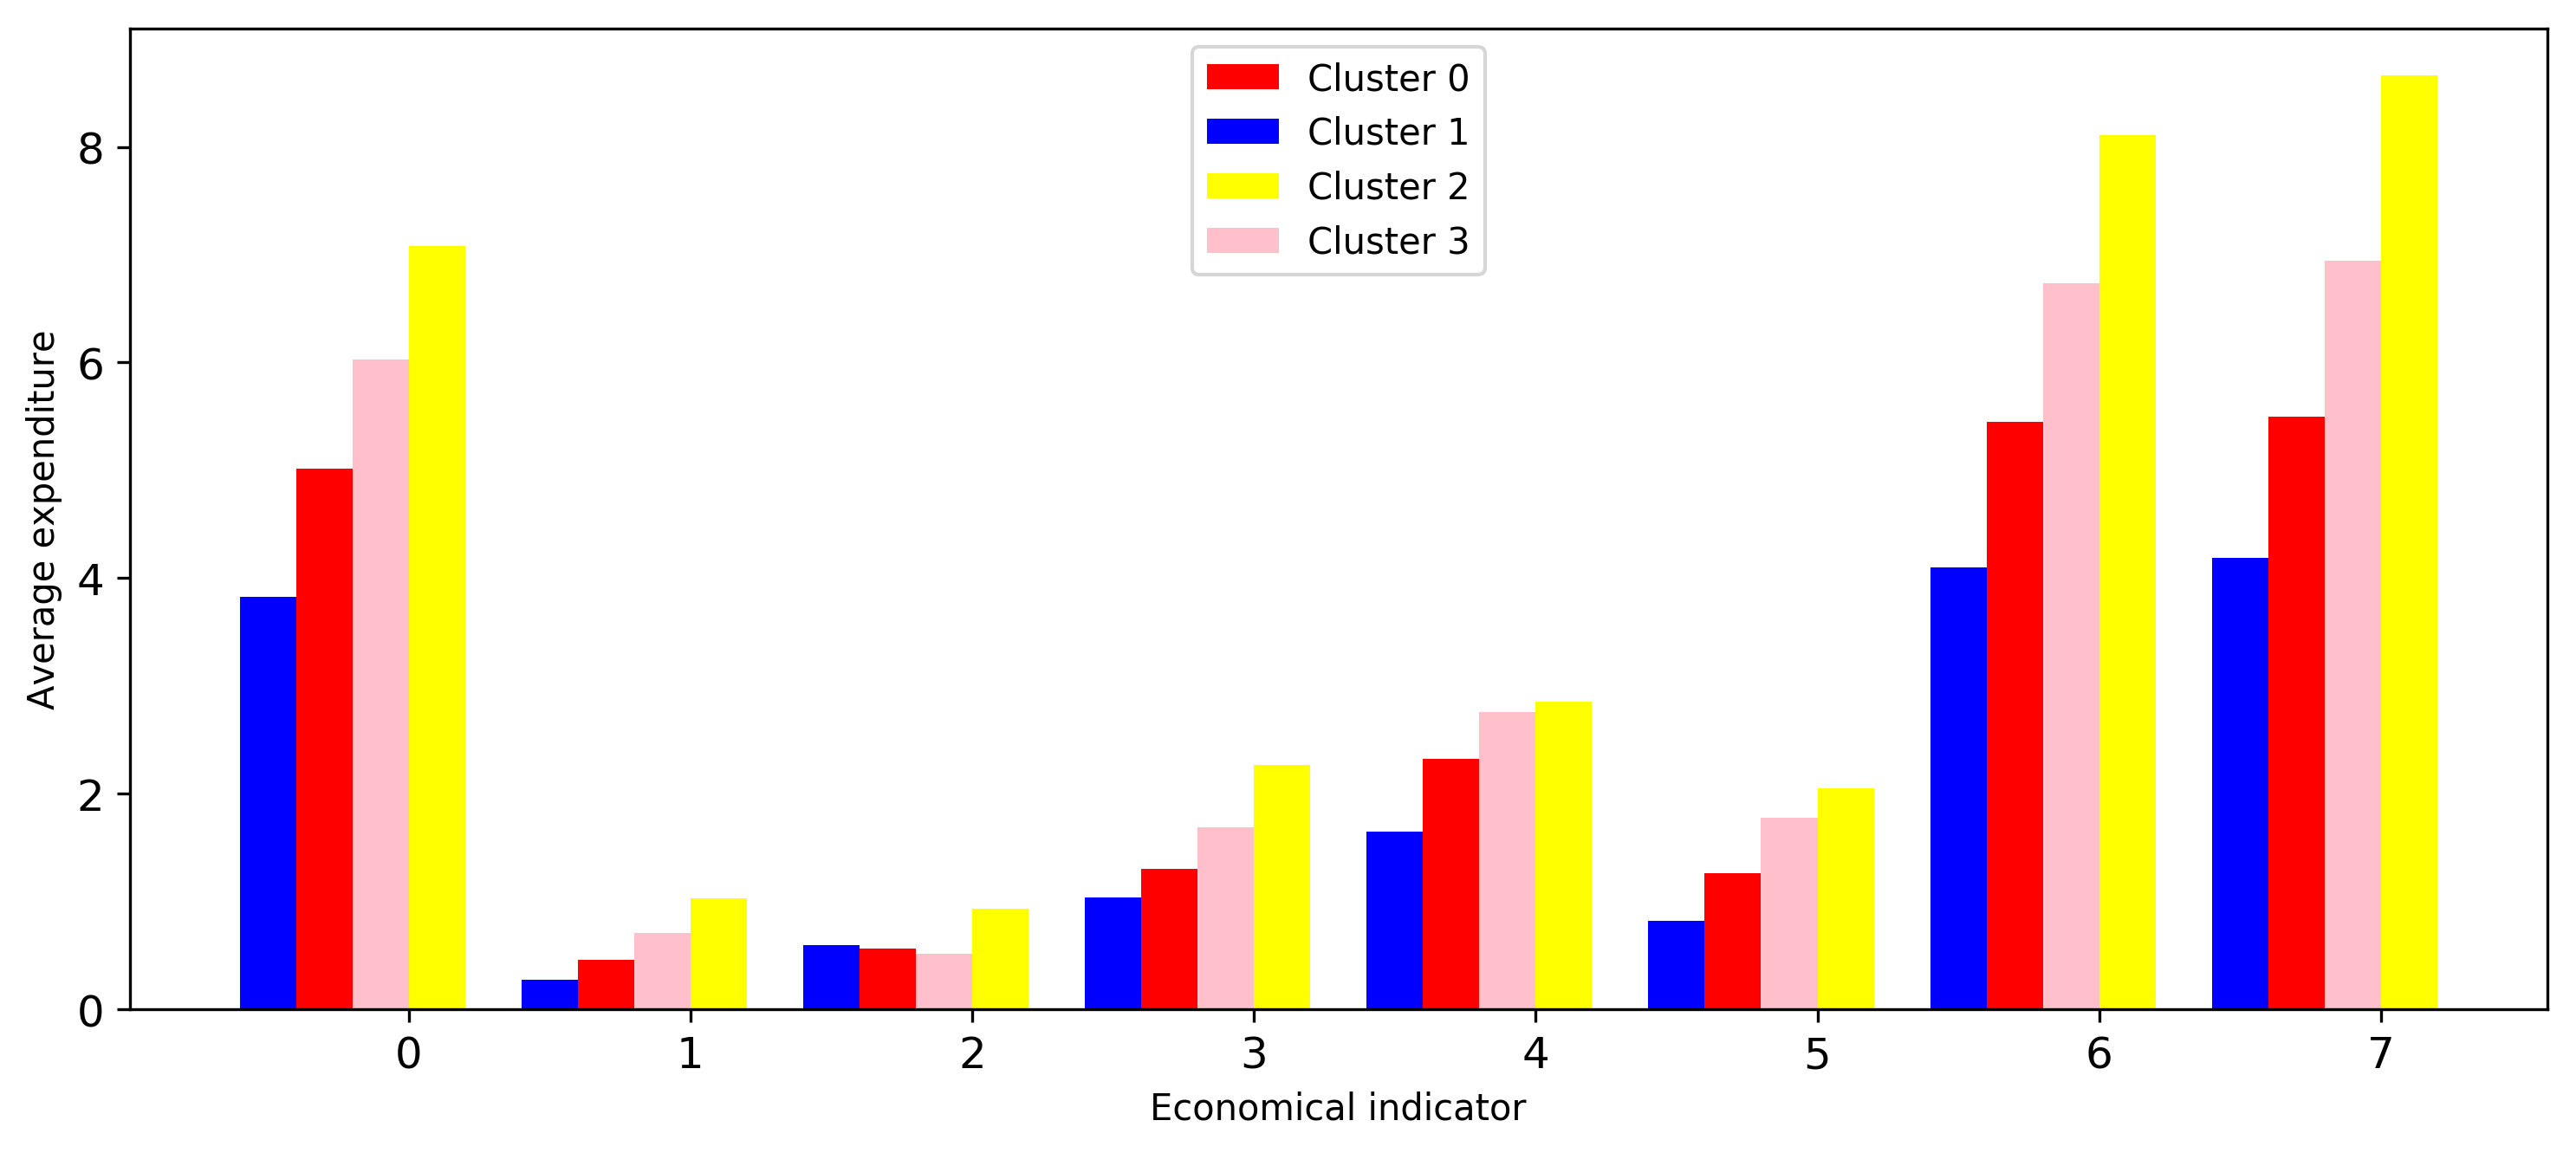 Cluster 0
Cluster 1
Cluster 2
Cluster 3
Average expenditure
8
6
4
2
0
0 1 2 3 4 5 6 7
Economical indicator